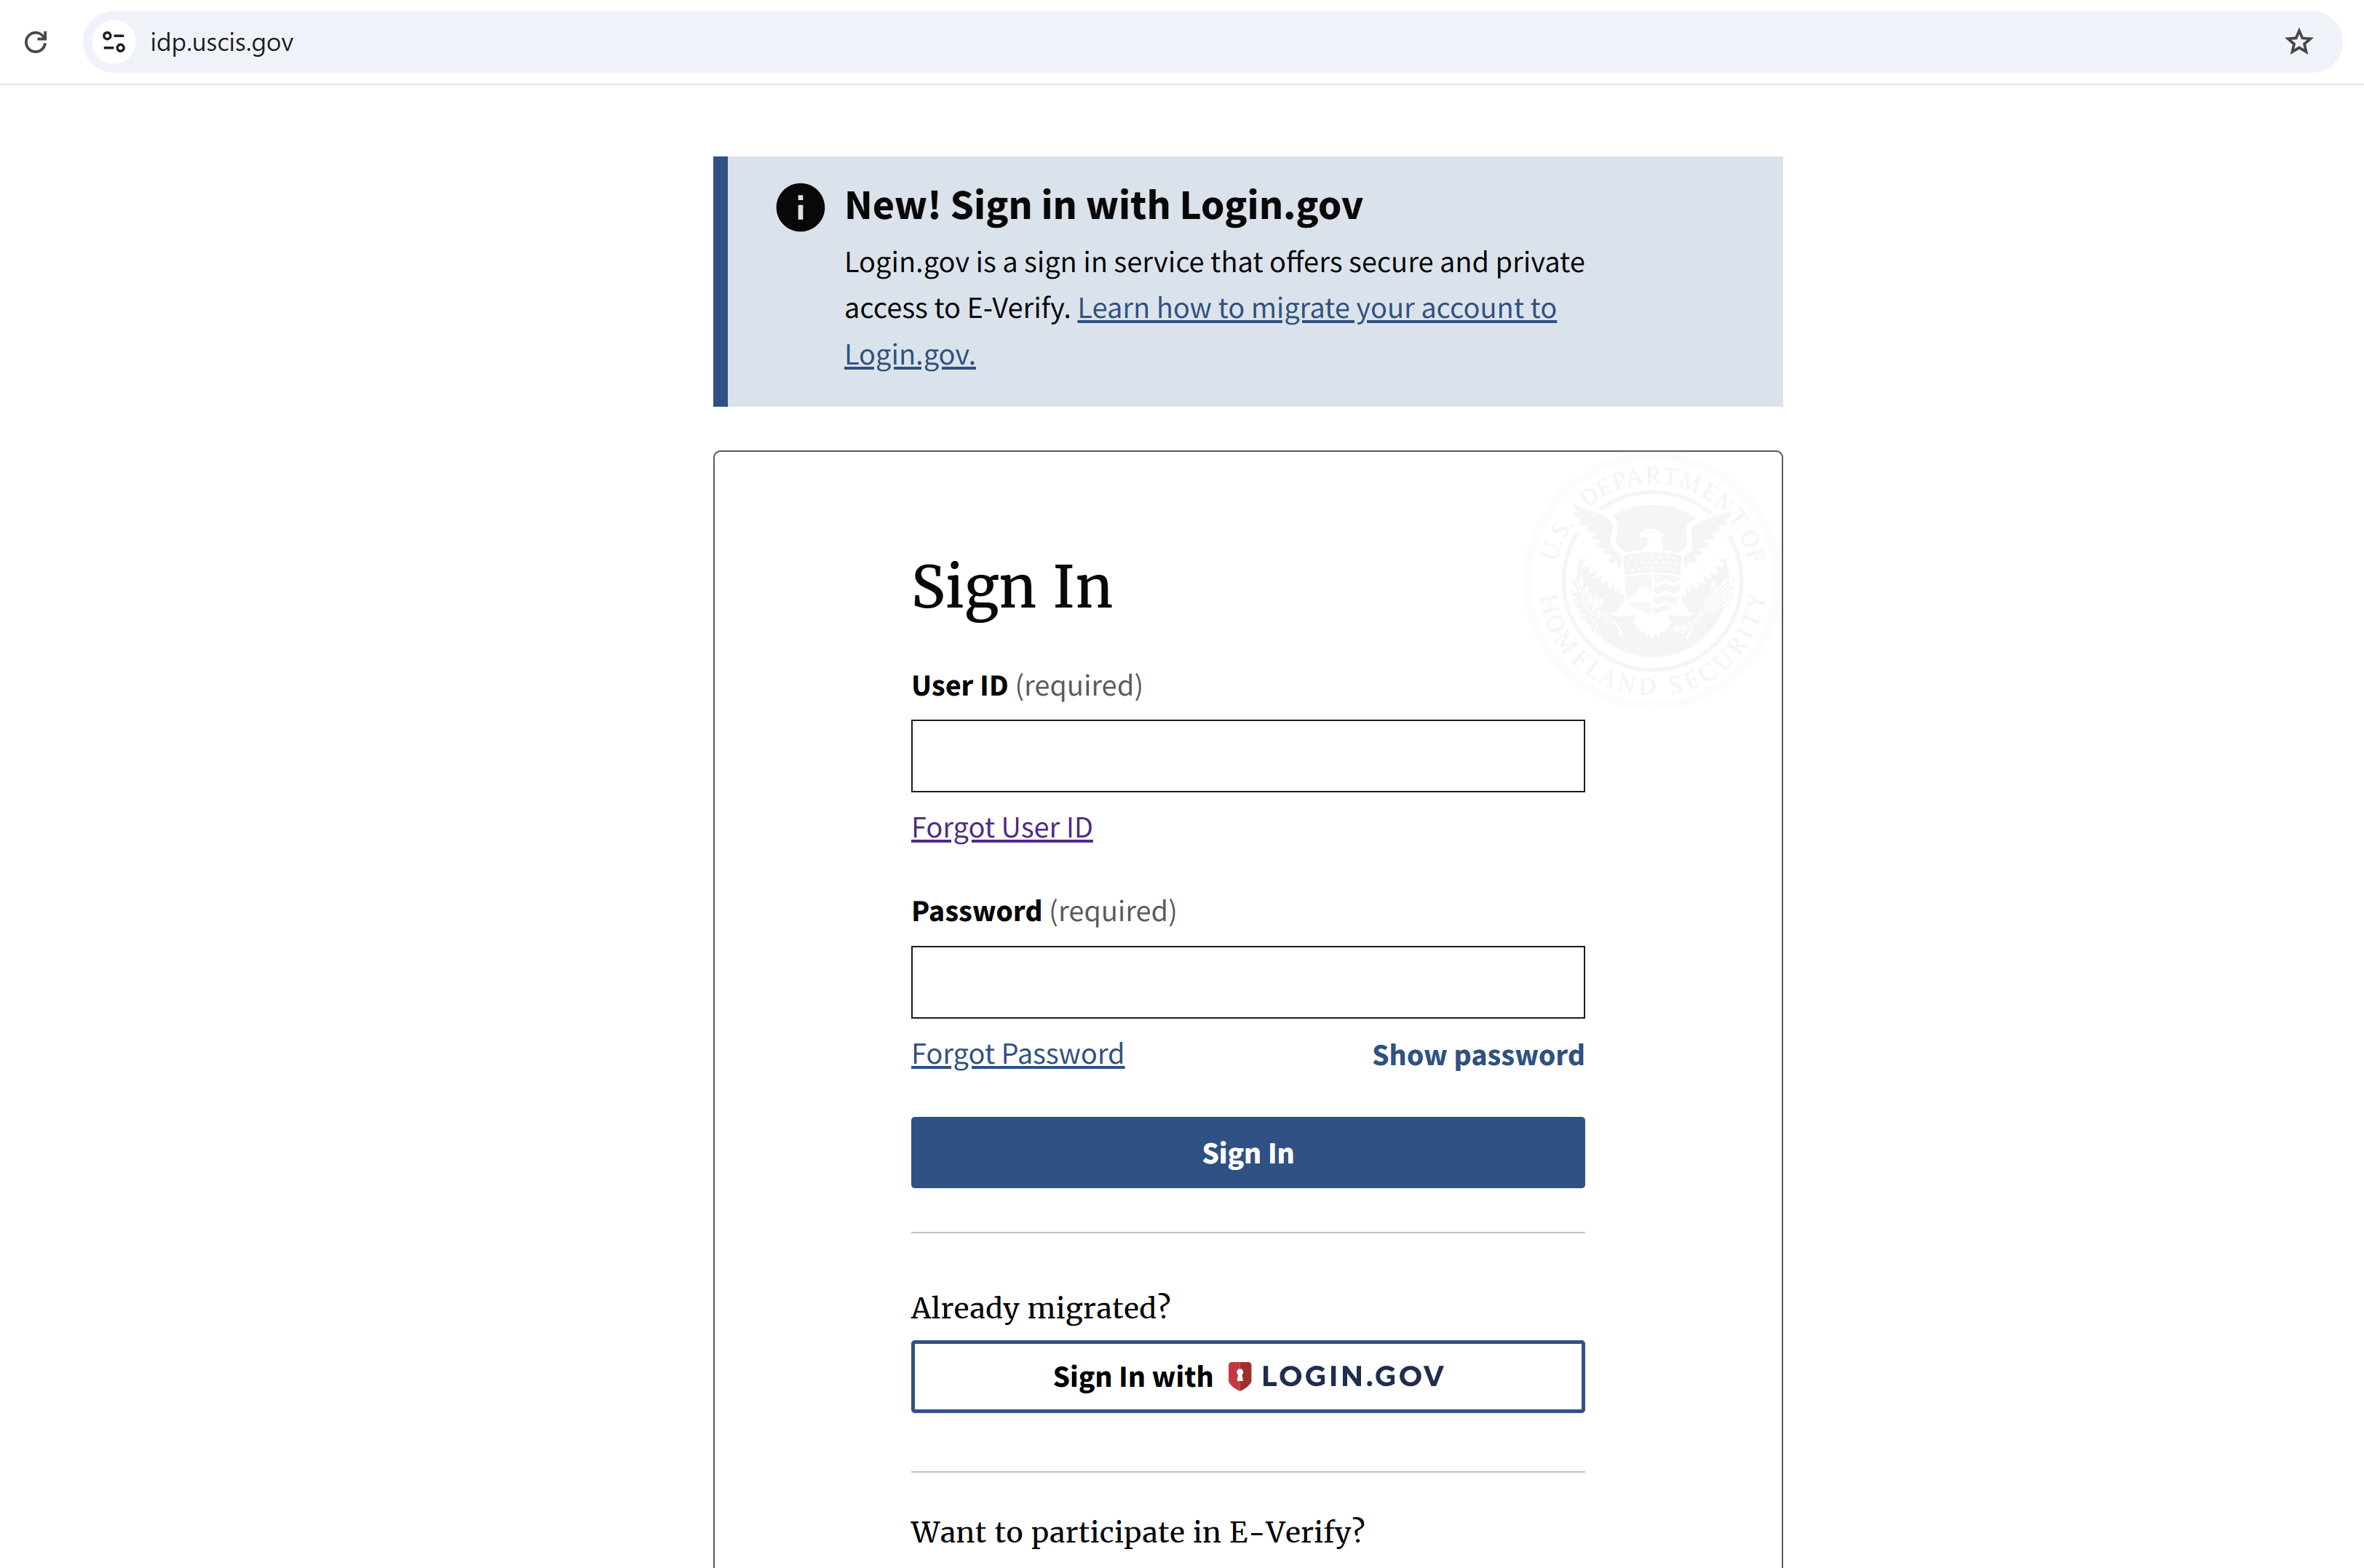 idp.uscis.gov
New! Sign in with Login.gov
Login.gov is a sign in service that offers secure and private
access to E-Verify. Learn how to migrate your account to
Login.gov.
U.S. DEPARTMENT OF
HOMELAND SECURITY
Sign In
User ID (required)
Forgot User ID
Password (required)
Forgot Password Show password
Sign In
Already migrated?
Sign In with LOGIN.GOV
Want to participate in E-Verify?